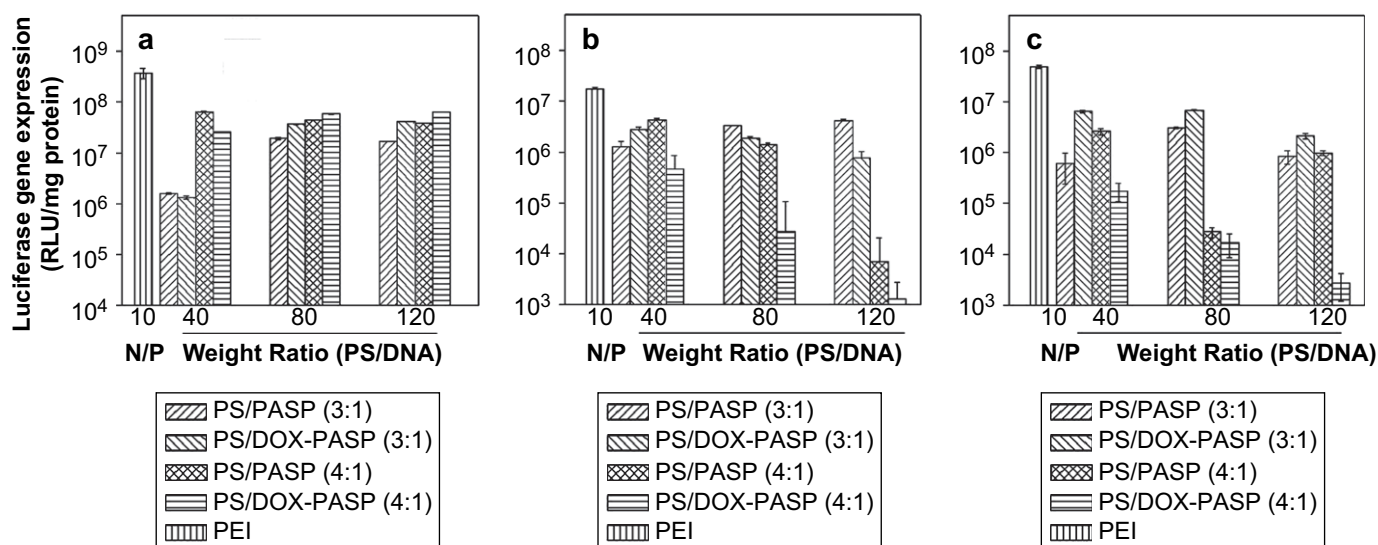 Luciferase gene expression
(RLU/mg protein)
a
10⁹
10⁸
10⁷
10⁶
10⁵
10⁴
10 40 80 120
N/P Weight Ratio (PS/DNA)
PS/PASP (3:1)
PS/DOX-PASP (3:1)
PS/PASP (4:1)
PS/DOX-PASP (4:1)
PEI
b
10⁸
10⁷
10⁶
10⁵
10⁴
10³
10 40 80 120
N/P Weight Ratio (PS/DNA)
PS/PASP (3:1)
PS/DOX-PASP (3:1)
PS/PASP (4:1)
PS/DOX-PASP (4:1)
PEI
c
10⁸
10⁷
10⁶
10⁵
10⁴
10³
10 40 80 120
N/P Weight Ratio (PS/DNA)
PS/PASP (3:1)
PS/DOX-PASP (3:1)
PS/PASP (4:1)
PS/DOX-PASP (4:1)
PEI